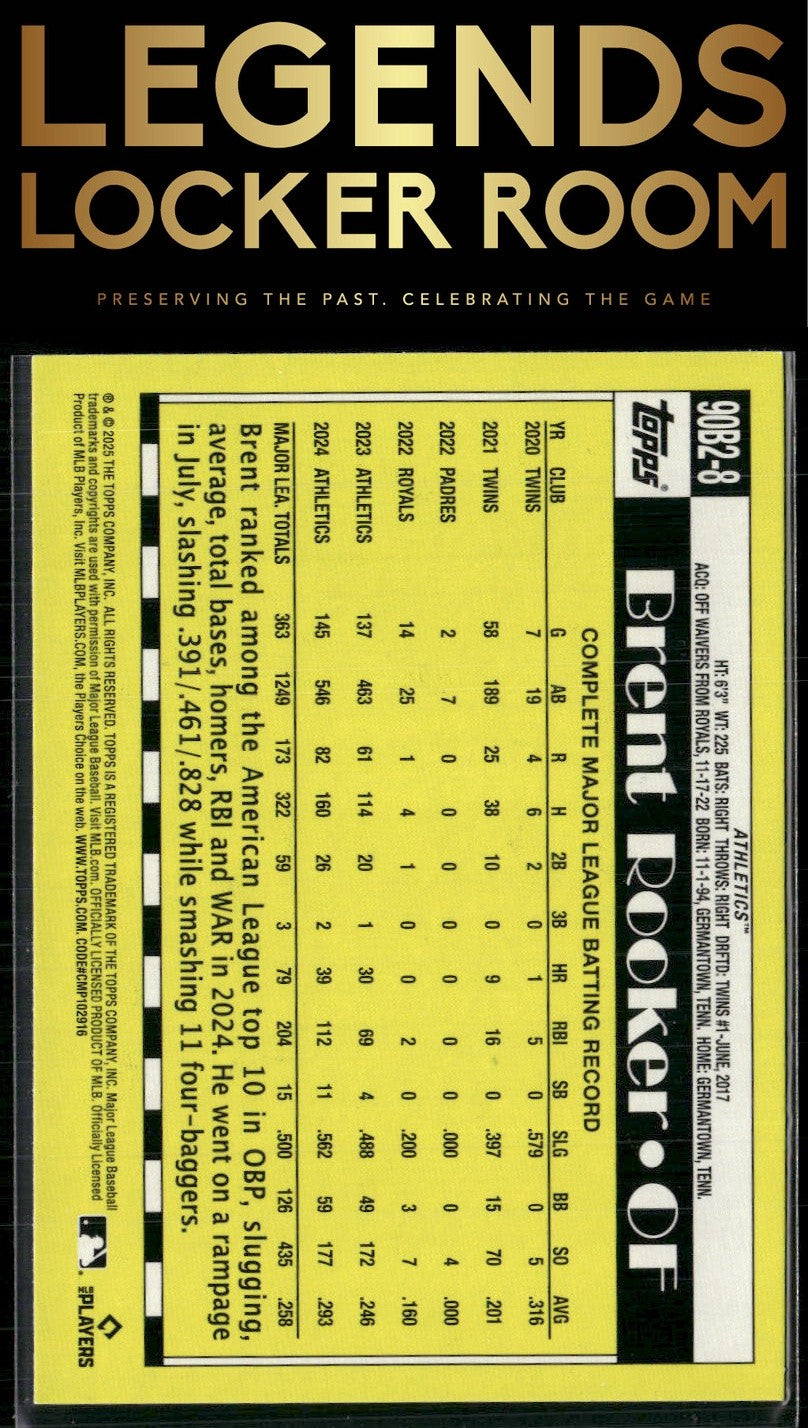 LEGENDS
LOCKER ROOM
PRESERVING THE PAST. CELEBRATING THE GAME
90B2-8
topps®
ATHLETICS™
HT: 6'3" WT: 225 BATS: RIGHT THROWS: RIGHT DRFTD: TWINS #1-JUNE, 2017
ACQ: OFF WAIVERS FROM ROYALS, 11-17-22 BORN: 11-1-94, GERMANTOWN, TENN. HOME: GERMANTOWN, TENN.
Brent Rooker • OF
COMPLETE MAJOR LEAGUE BATTING RECORD
YR CLUB G AB R H 2B 3B HR RBI SB SLG BB SO AVG
2020 TWINS 7 19 4 6 2 0 1 5 0 .579 0 5 .316
2021 TWINS 58 189 25 38 10 0 9 16 0 .397 15 70 .201
2022 PADRES 2 7 0 0 0 0 0 0 0 .000 0 4 .000
2022 ROYALS 14 25 1 4 1 0 0 2 0 .200 3 7 .160
2023 ATHLETICS 137 463 61 114 20 1 30 69 4 .488 49 172 .246
2024 ATHLETICS 145 546 82 160 26 2 39 112 11 .562 59 177 .293
MAJOR LEA. TOTALS 363 1249 173 322 59 3 79 204 15 .500 126 435 .258
Brent ranked among the American League top 10 in OBP, slugging,
average, total bases, homers, RBI and WAR in 2024. He went on a rampage
in July, slashing .391/.461/.828 while smashing 11 four-baggers.
® & © 2025 THE TOPPS COMPANY, INC. ALL RIGHTS RESERVED. TOPPS IS A REGISTERED TRADEMARK OF THE TOPPS COMPANY, INC. Major League Baseball
trademarks and copyrights are used with permission of Major League Baseball. Visit MLB.com. OFFICIALLY LICENSED PRODUCT OF MLB. Officially Licensed
Product of MLB Players, Inc. Visit MLBPLAYERS.COM, the Players Choice on the web. WWW.TOPPS.COM. CODE#CMP102916
MLB PLAYERS